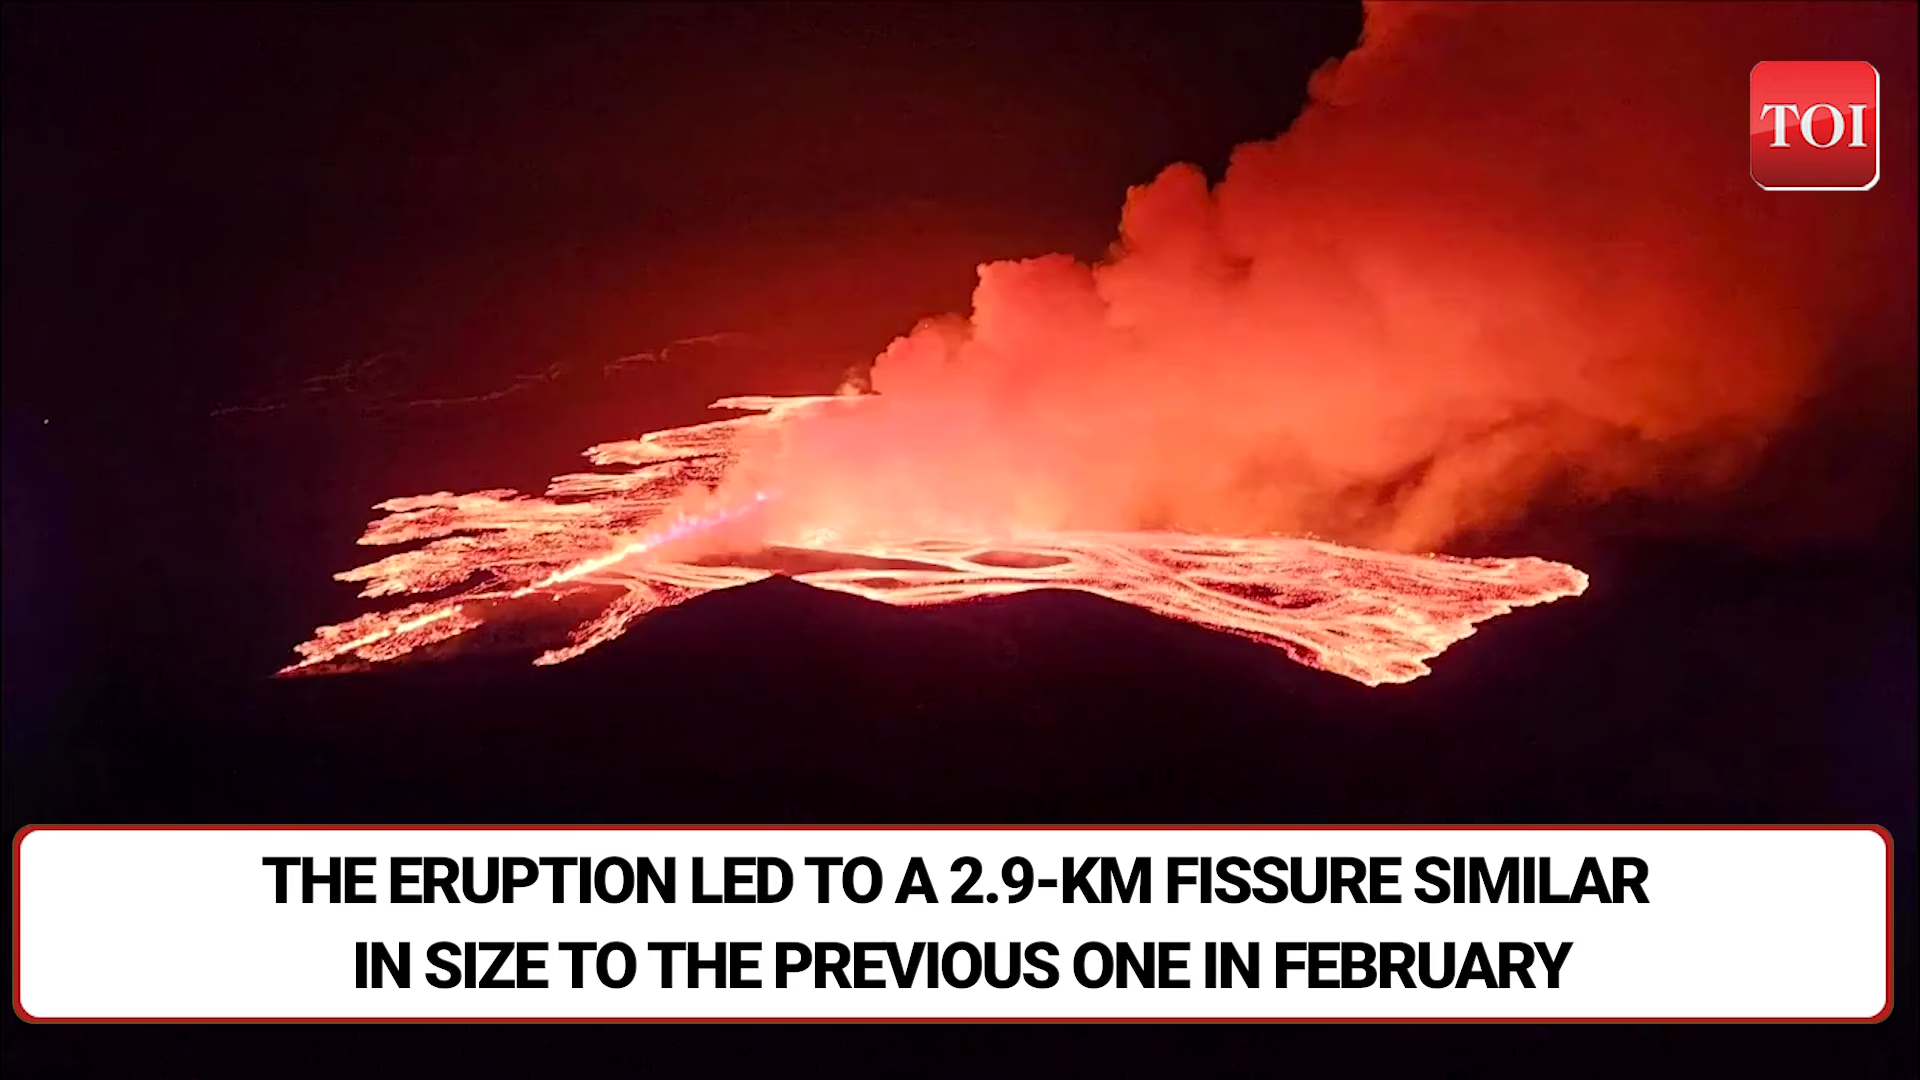 TOI
THE ERUPTION LED TO A 2.9-KM FISSURE SIMILAR
IN SIZE TO THE PREVIOUS ONE IN FEBRUARY